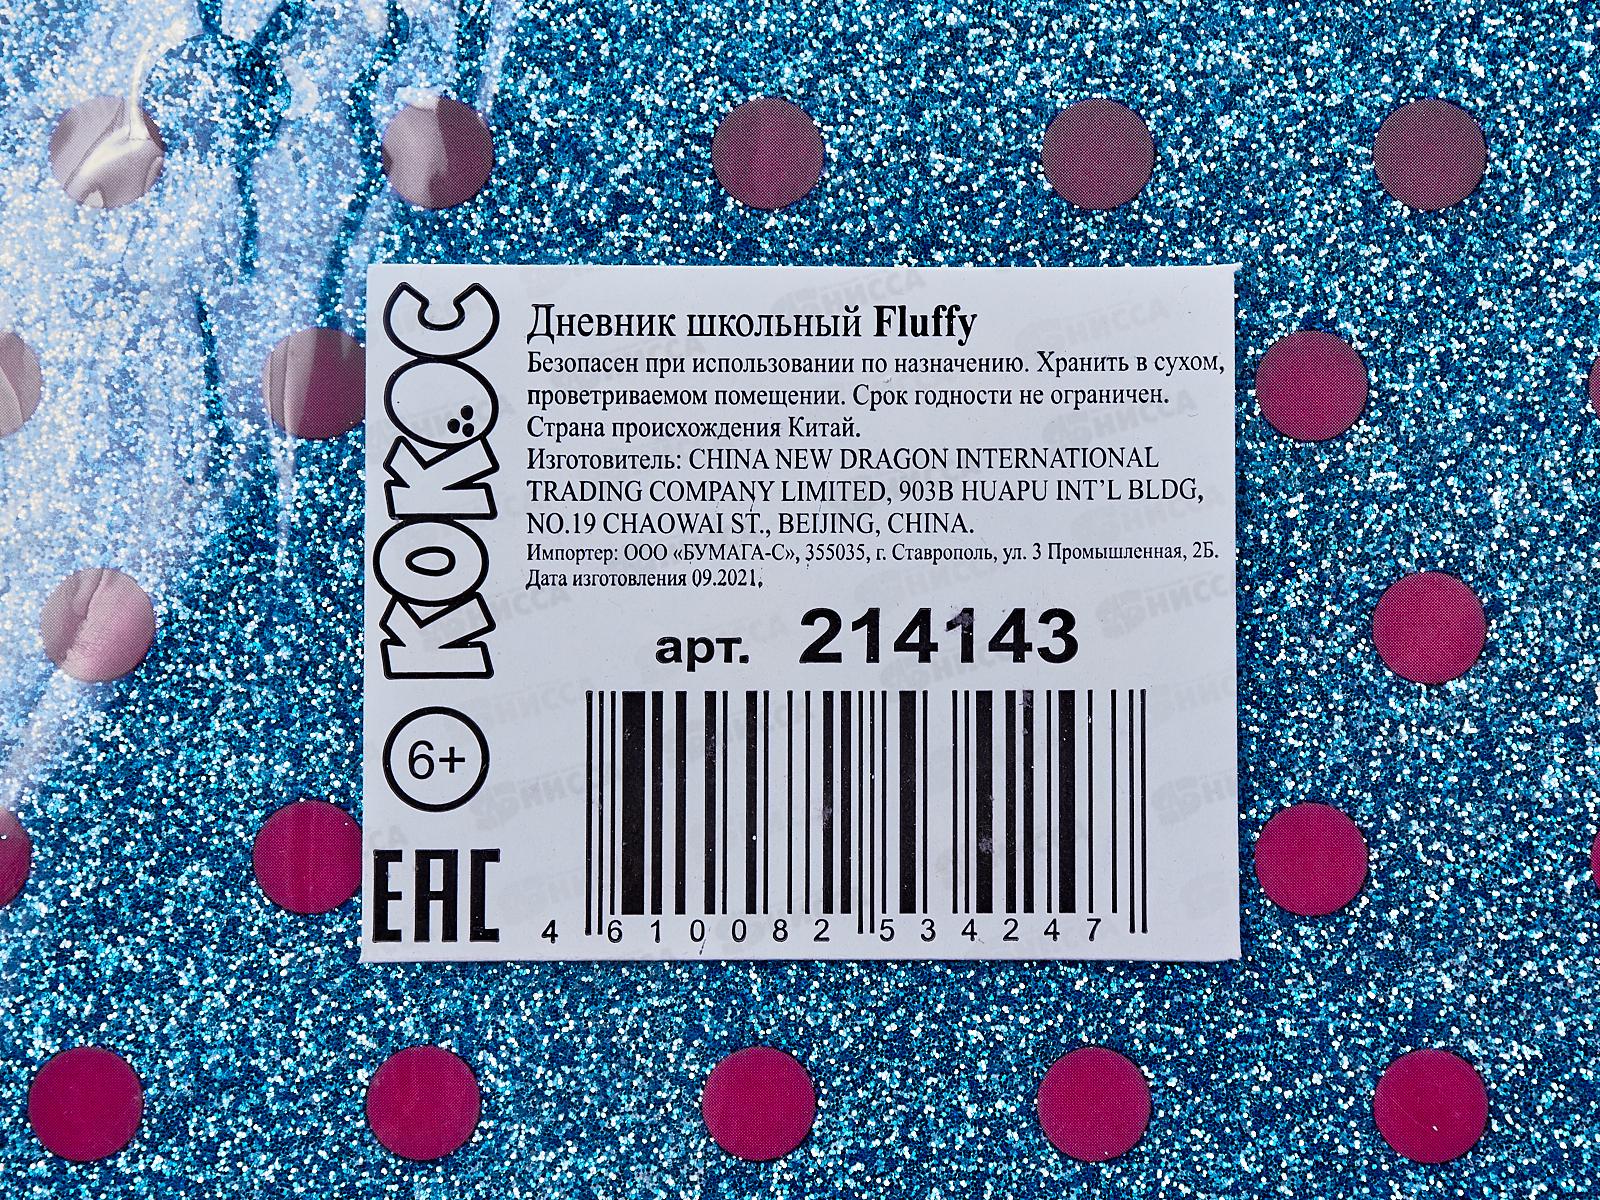 КОКОС
Дневник школьный Fluffy
Безопасен при использовании по назначению. Хранить в сухом,
проветриваемом помещении. Срок годности не ограничен.
Страна происхождения Китай.
Изготовитель: CHINA NEW DRAGON INTERNATIONAL
TRADING COMPANY LIMITED, 903B HUAPU INT'L BLDG,
NO.19 CHAOWAI ST., BEIJING, CHINA.
Импортер: ООО «БУМАГА-С», 355035, г. Ставрополь, ул. 3 Промышленная, 2Б.
Дата изготовления 09.2021.
арт. 214143
6+
EAC
4 610082 534247